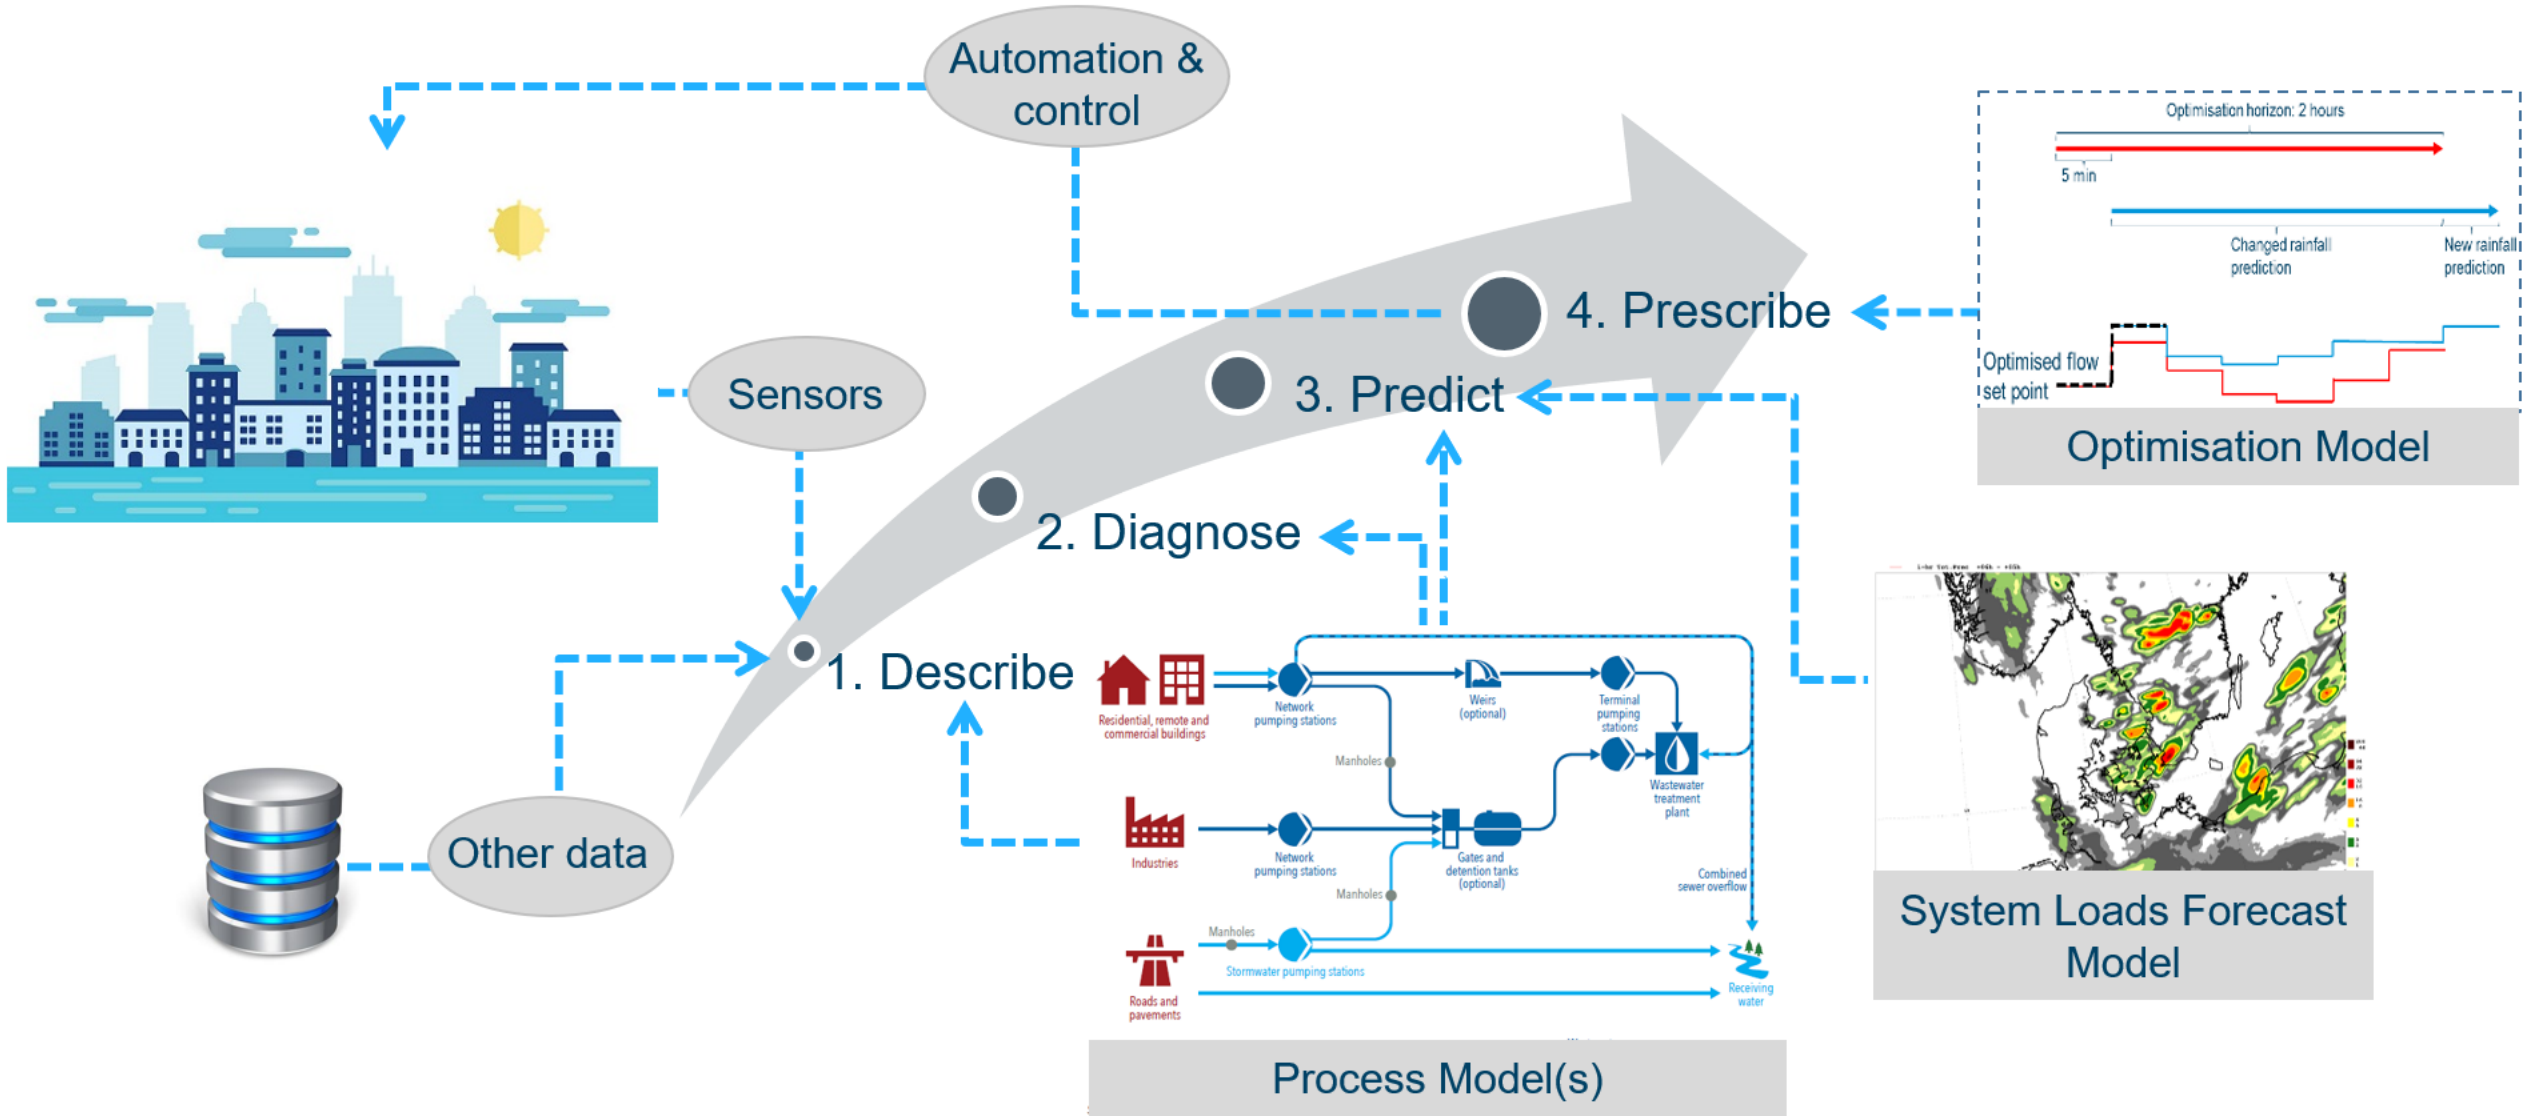 Automation &
control
Optimisation horizon: 2 hours
5 min
Changed rainfall
prediction
New rainfall
prediction
Optimised flow
set point
Optimisation Model
4. Prescribe
3. Predict
Sensors
2. Diagnose
1. Describe
Other data
Residential, remote and
commercial buildings
Network
pumping stations
Weirs
(optional)
Terminal
pumping
stations
Manholes
Wastewater
treatment
plant
Industries
Network
pumping stations
Gates and
detention tanks
(optional)
Combined
sewer overflow
Manholes
Manholes
Stormwater pumping stations
Roads and
pavements
Receiving
water
Process Model(s)
System Loads Forecast
Model